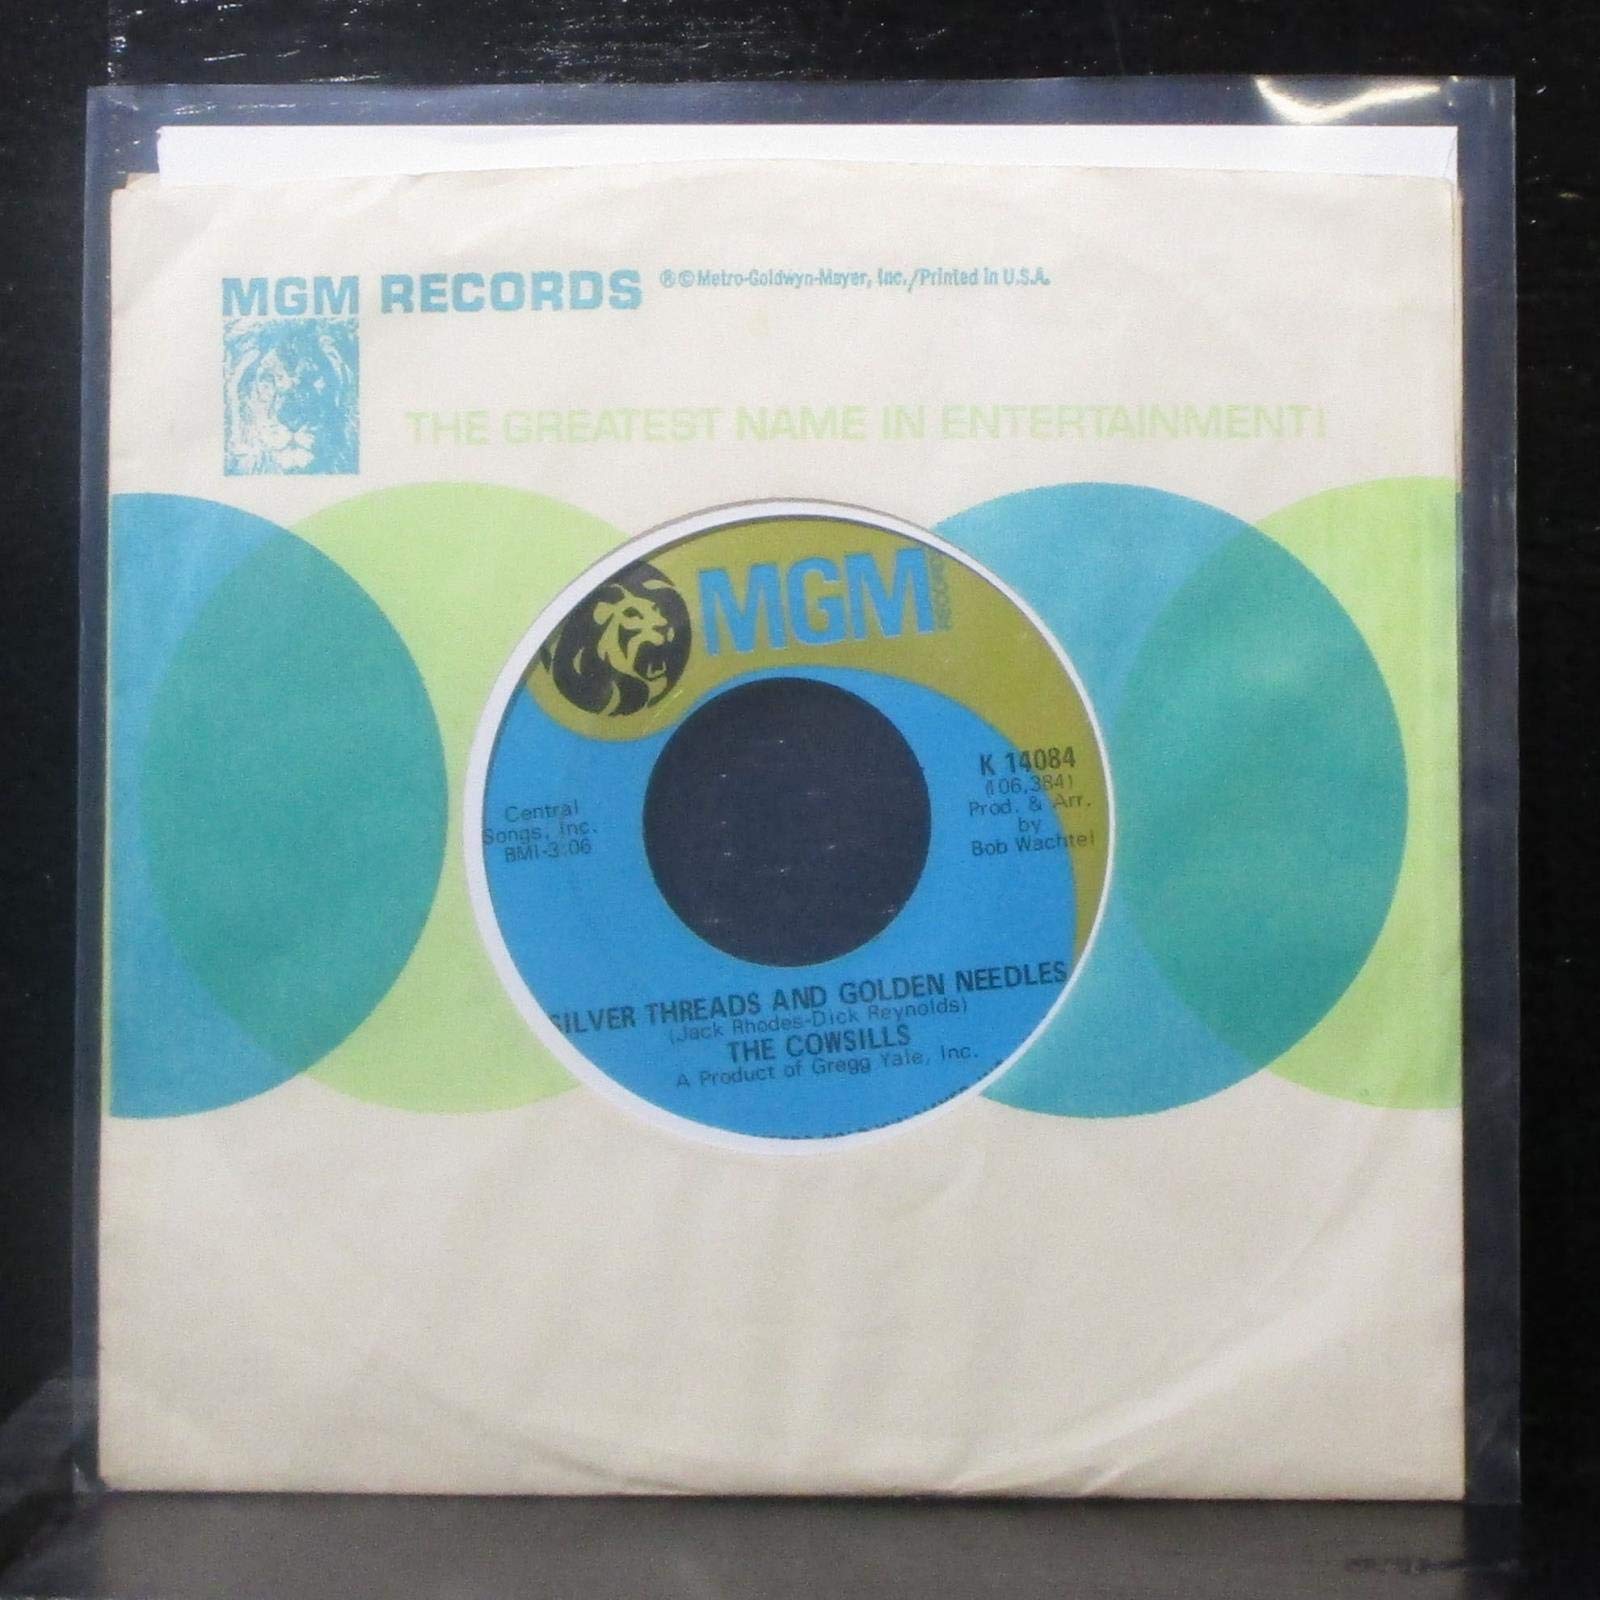 MGM RECORDS ®©Metro-Goldwyn-Mayer, Inc./Printed in U.S.A.
THE GREATEST NAME IN ENTERTAINMENT!
MGM
RECORDS
K 14084
(106,384)
Prod. & Arr.
by
Bob Wachtel
Central
Songs, Inc.
BMI-3:06
SILVER THREADS AND GOLDEN NEEDLES
(Jack Rhodes-Dick Reynolds)
THE COWSILLS
A Product of Gregg Yale, Inc.